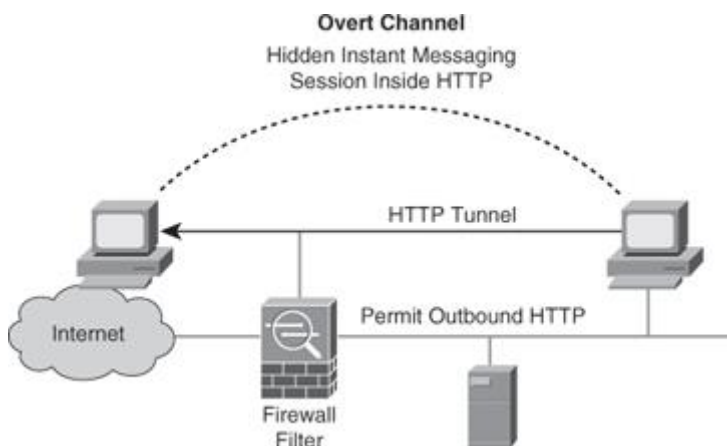 Overt Channel
Hidden Instant Messaging
Session Inside HTTP
HTTP Tunnel
Internet
Permit Outbound HTTP
Firewall
Filter